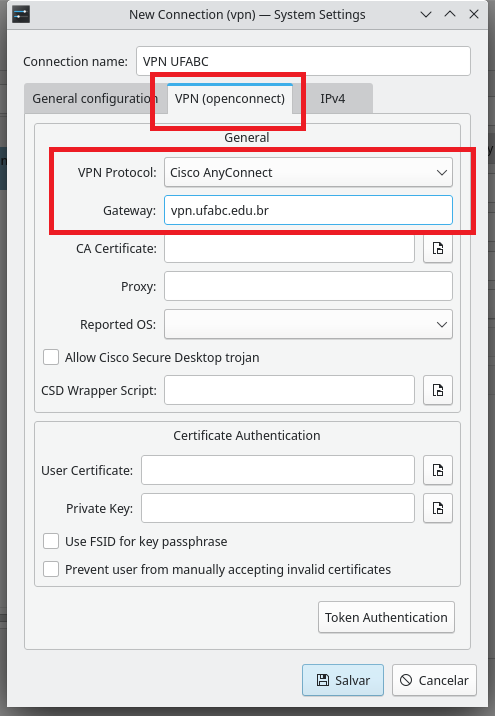 New Connection (vpn) — System Settings
Connection name: VPN UFABC
General configuration VPN (openconnect) IPv4
General
VPN Protocol: Cisco AnyConnect
Gateway: vpn.ufabc.edu.br
CA Certificate:
Proxy:
Reported OS:
Allow Cisco Secure Desktop trojan
CSD Wrapper Script:
Certificate Authentication
User Certificate:
Private Key:
Use FSID for key passphrase
Prevent user from manually accepting invalid certificates
Token Authentication
Salvar Cancelar